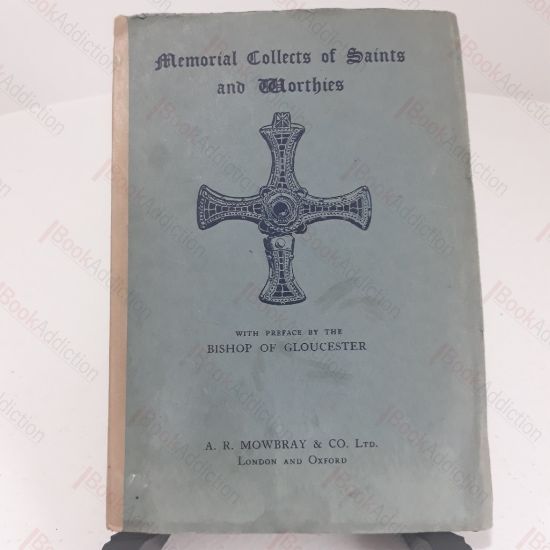 Memorial Collects of Saints
and Worthies
WITH PREFACE BY THE
BISHOP OF GLOUCESTER
A. R. MOWBRAY & CO. LTD.
LONDON AND OXFORD
BookAddiction